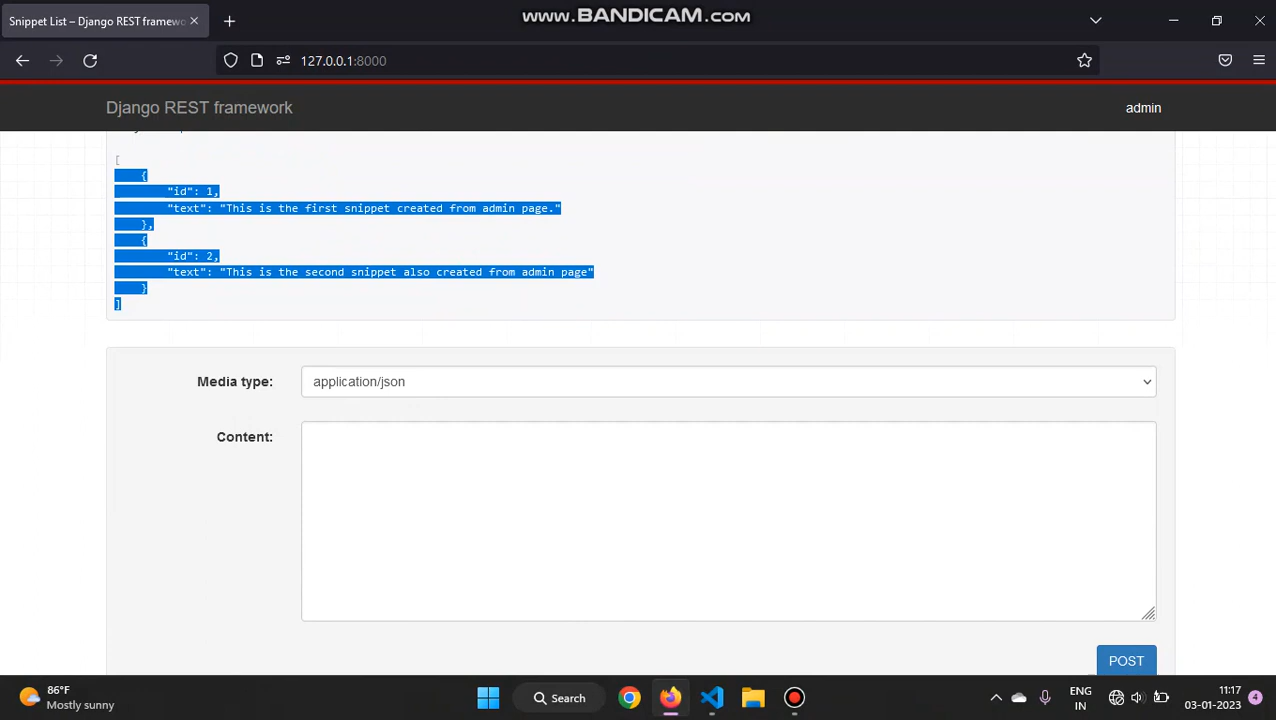 Snippet List – Django REST framewo
www.BANDICAM.com
127.0.0.1:8000
Django REST framework
admin
[
{
"id": 1,
"text": "This is the first snippet created from admin page."
},
{
"id": 2,
"text": "This is the second snippet also created from admin page"
}
]
Media type:
application/json
Content:
POST
86°F
Mostly sunny
Search
ENG
IN
11:17
03-01-2023
4